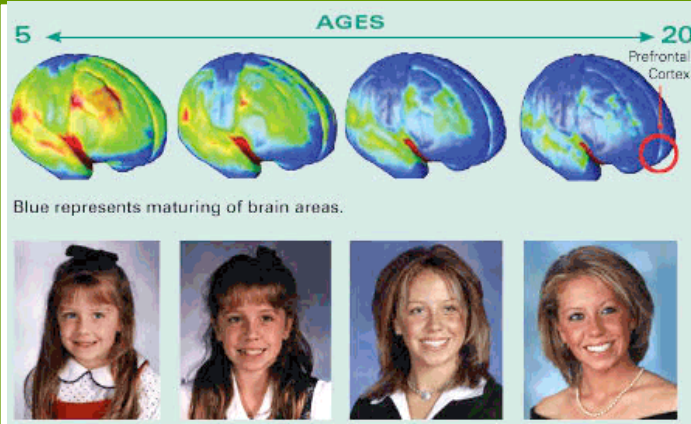 AGES
5 20
Prefrontal
Cortex
Blue represents maturing of brain areas.